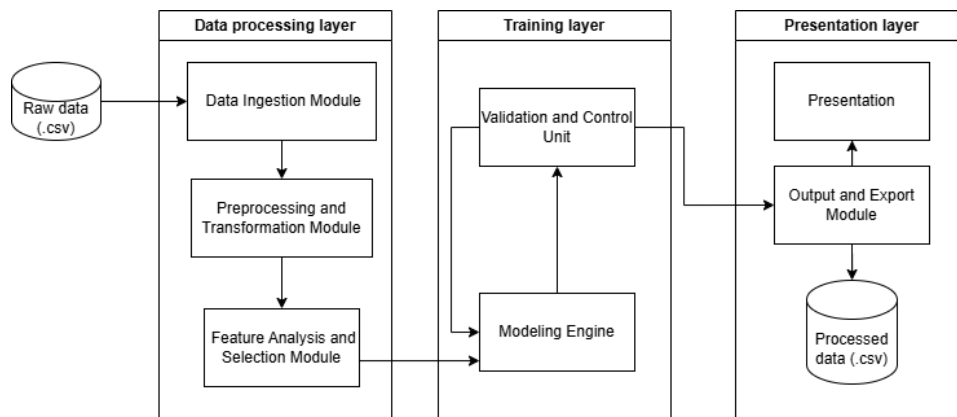 Data processing layer
Training layer
Presentation layer
Raw data
(.csv)
Data Ingestion Module
Preprocessing and
Transformation Module
Feature Analysis and
Selection Module
Validation and Control
Unit
Modeling Engine
Presentation
Output and Export
Module
Processed
data (.csv)